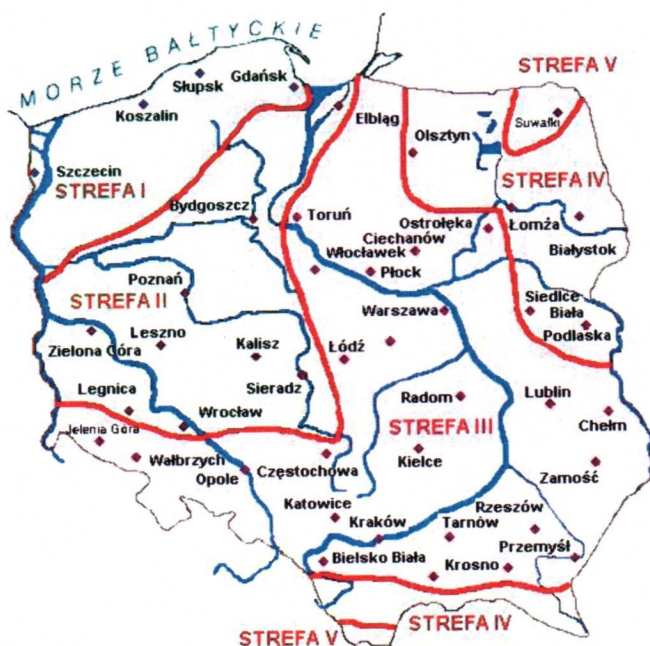 MORZE BAŁTYCKIE
STREFA V
Słupsk
Gdańsk
Koszalin
Elbląg
Suwałki
Olsztyn
Szczecin
STREFA I
STREFA IV
Bydgoszcz
Toruń
Ostrołęka
Łomża
Ciechanów
Włocławek
Białystok
Płock
Poznań
STREFA II
Siedlce
Biała
Podlaska
Warszawa
Leszno
Zielona Góra
Kalisz
Łódź
Sieradz
Legnica
Radom
Lublin
Wrocław
Chełm
Jelenia Góra
STREFA III
Wałbrzych
Częstochowa
Kielce
Opole
Zamość
Katowice
Rzeszów
Kraków
Tarnów
Przemyśl
Bielsko Biała
Krosno
STREFA V
STREFA IV